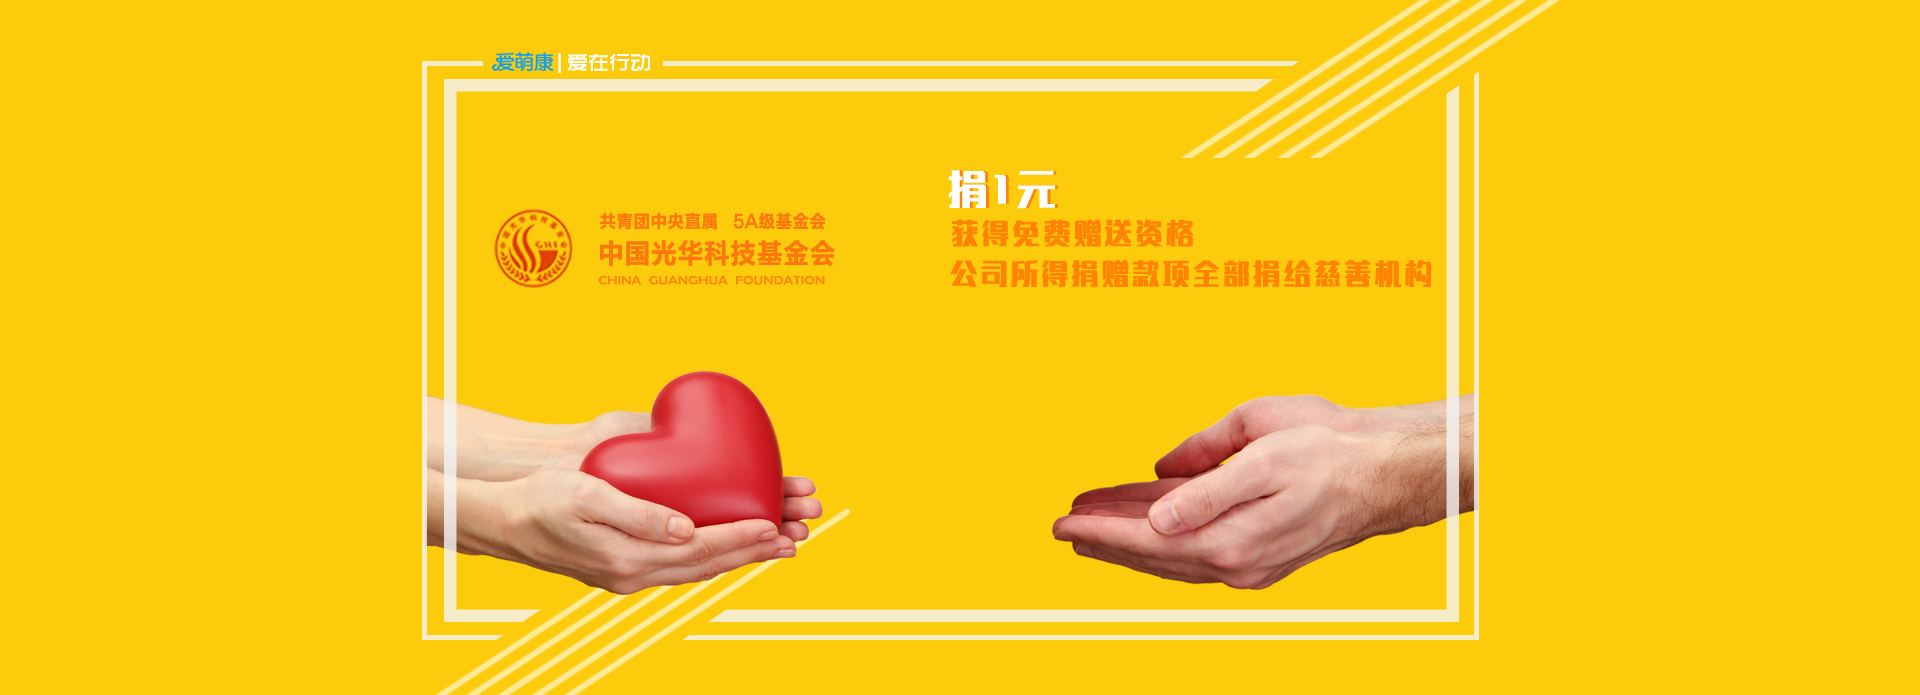 爱萌康|爱在行动
捐1元
获得免费赠送资格
公司所得捐赠款项全部捐给慈善机构
共青团中央直属 5A级基金会
中国光华科技基金会
CHINA GUANGHUA FOUNDATION
GHF